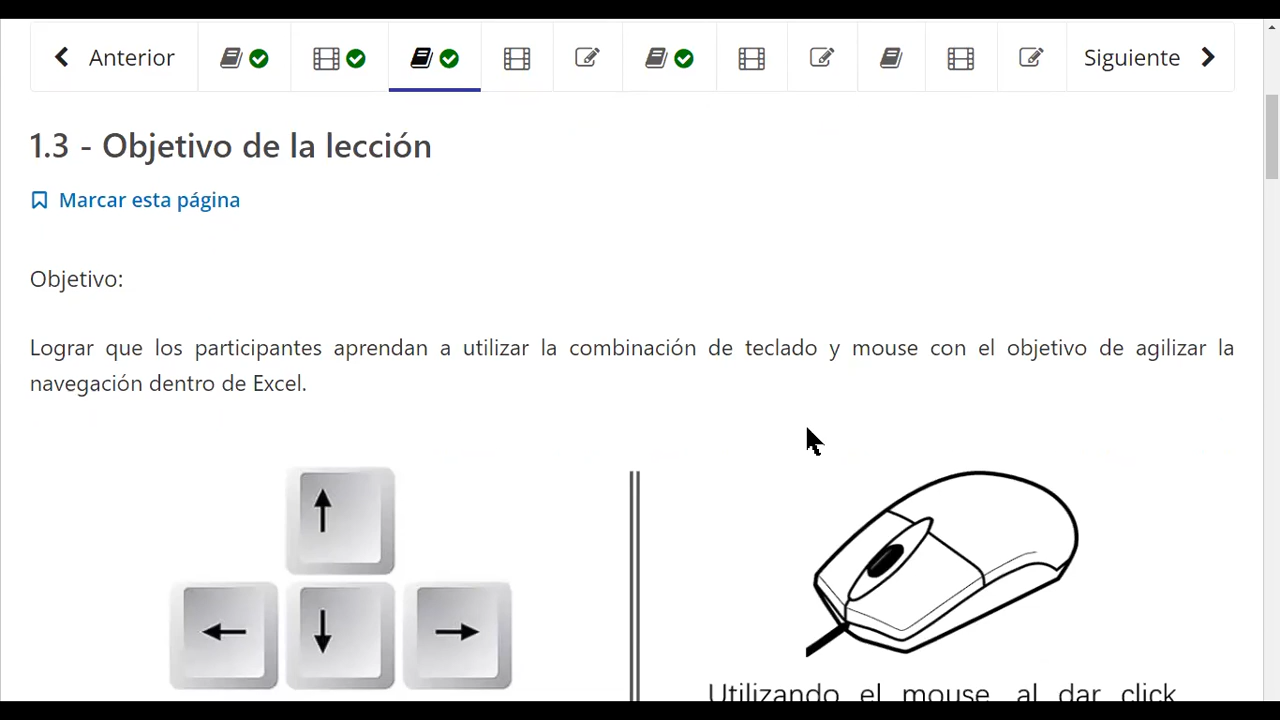 Anterior
Siguiente
1.3 - Objetivo de la lección
Marcar esta página
Objetivo:
Lograr que los participantes aprendan a utilizar la combinación de teclado y mouse con el objetivo de agilizar la
navegación dentro de Excel.
Utilizando el mouse, al dar click